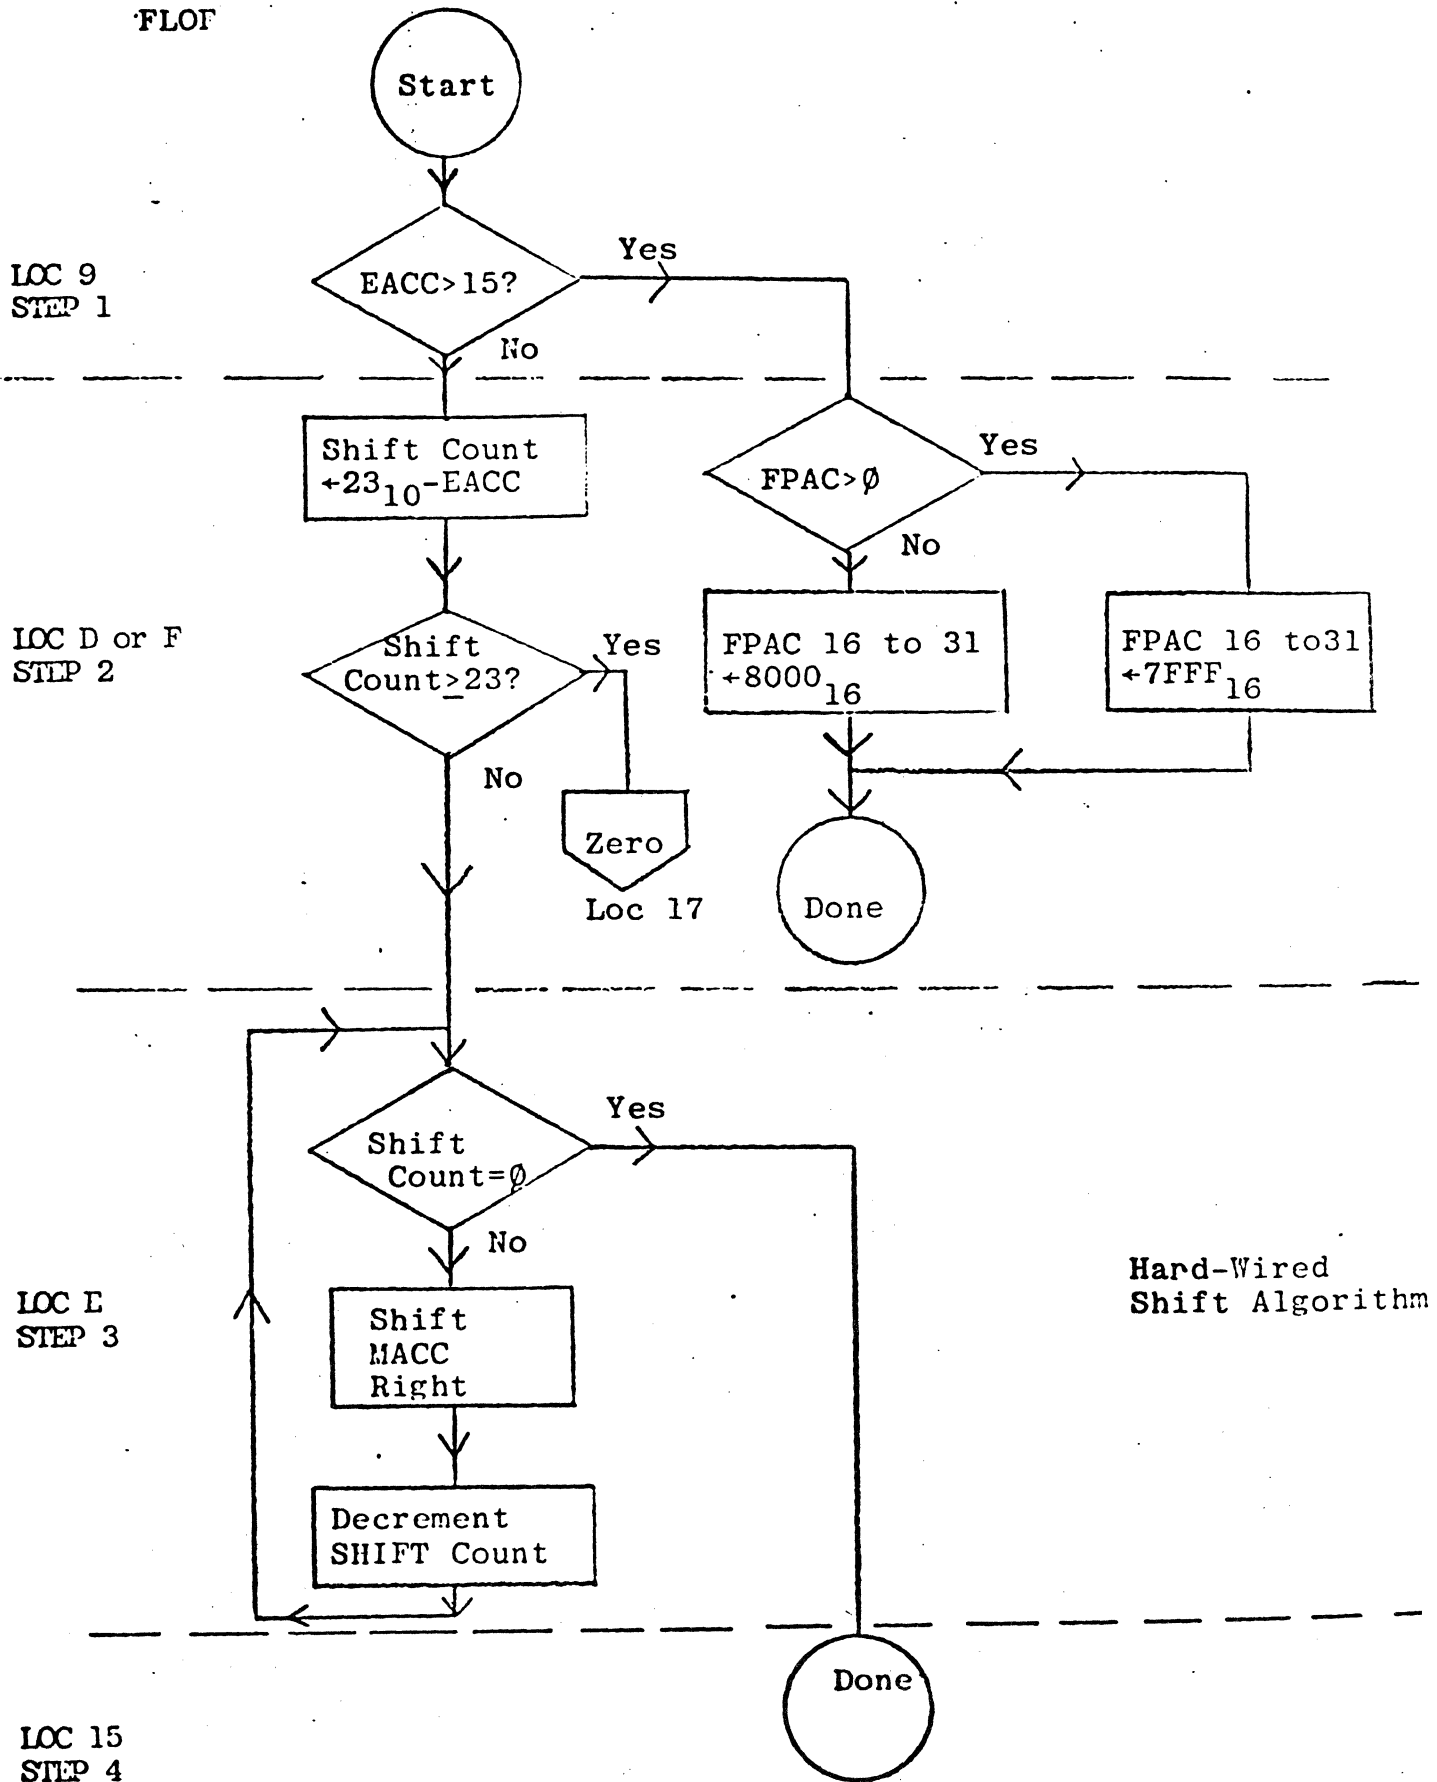 FLOF
Start
LOC 9
STEP 1
EACC>15?
Yes
No
Shift Count
←23₁₀-EACC
FPAC>Ø
Yes
No
LOC D or F
STEP 2
Shift
Count≥23?
Yes
No
FPAC 16 to 31
←8000₁₆
FPAC 16 to31
←7FFF₁₆
Zero
Loc 17
Done
Shift
Count=Ø
Yes
No
LOC E
STEP 3
Shift
MACC
Right
Hard-Wired
Shift Algorithm
Decrement
SHIFT Count
Done
LOC 15
STEP 4